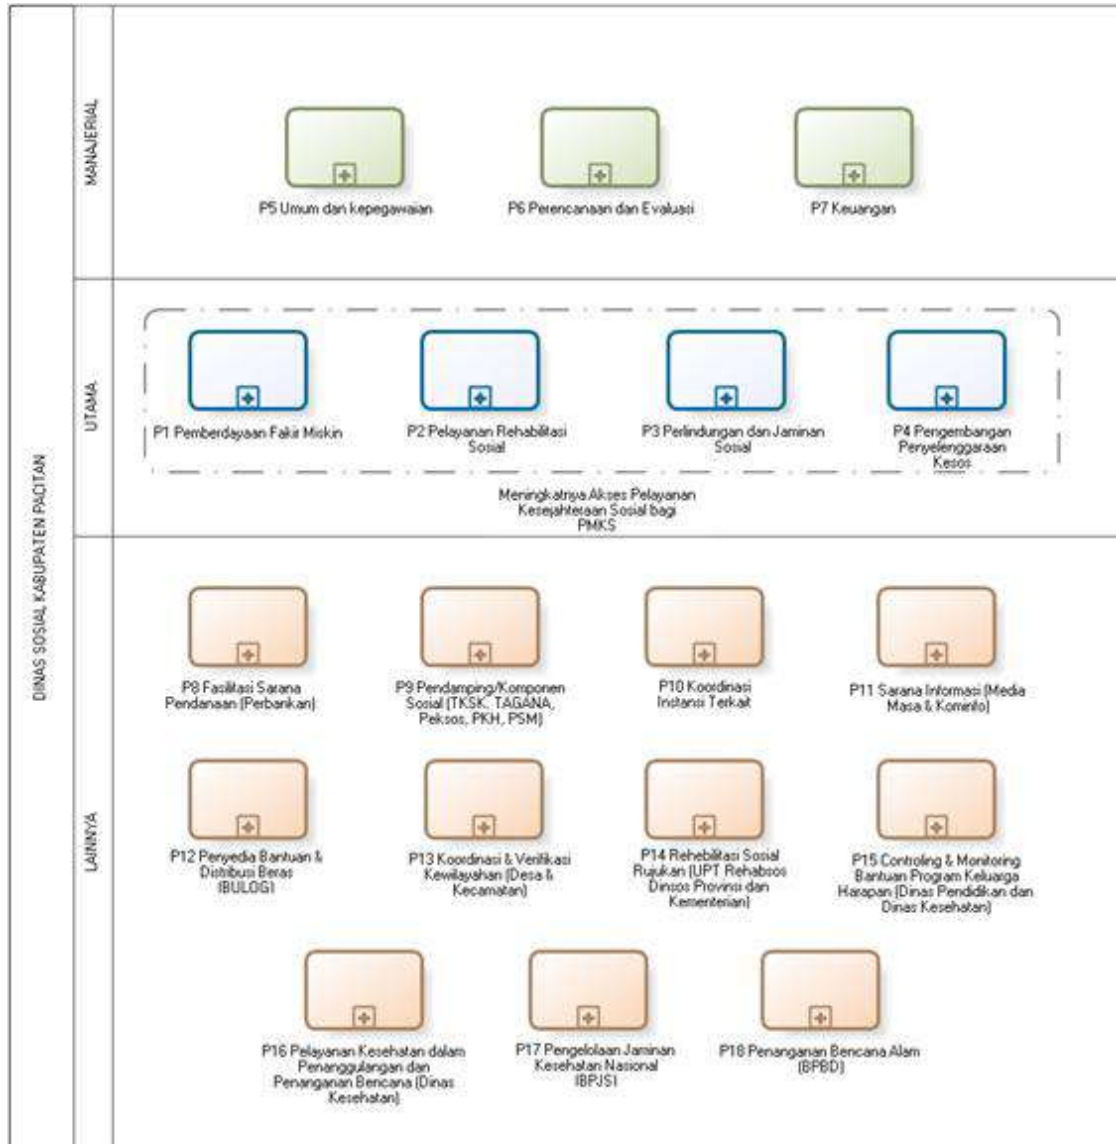 DINAS SOSIAL KABUPATEN PACITAN
MANAJERIAL
P5 Umum dan kepegawaian
P6 Perencanaan dan Evaluasi
P7 Keuangan
UTAMA
P1 Pemberdayaan Fakir Miskin
P2 Pelayanan Rehabilitasi
Sosial
P3 Perlindungan dan Jaminan
Sosial
P4 Pengembangan
Penyelenggaraan
Kesos
Meningkatnya Akses Pelayanan
Kesejahteraan Sosial bagi
PMKS
LAINNYA
P8 Fasilitasi Sarana
Pendanaan (Perbankan)
P9 Pendamping/Komponen
Sosial (TKSK, TAGANA,
Peksos, PKH, PSM)
P10 Koordinasi
Instansi Terkait
P11 Sarana Informasi (Media
Masa & Kominfo)
P12 Penyedia Bantuan &
Distribusi Beras
(BULOG)
P13 Koordinasi & Verifikasi
Kewilayahan (Desa &
Kecamatan)
P14 Rehebilitasi Sosial
Rujukan (UPT Rehabsos
Dinsos Provinsi dan
Kementerian)
P15 Controling & Monitoring
Bantuan Program Keluarga
Harapan (Dinas Pendidikan dan
Dinas Kesehatan)
P16 Pelayanan Kesehatan dalam
Penanggulangan dan
Penanganan Bencana (Dinas
Kesehatan)
P17 Pengelolaan Jaminan
Kesehatan Nasional
(BPJS)
P18 Penanganan Bencana Alam
(BPBD)